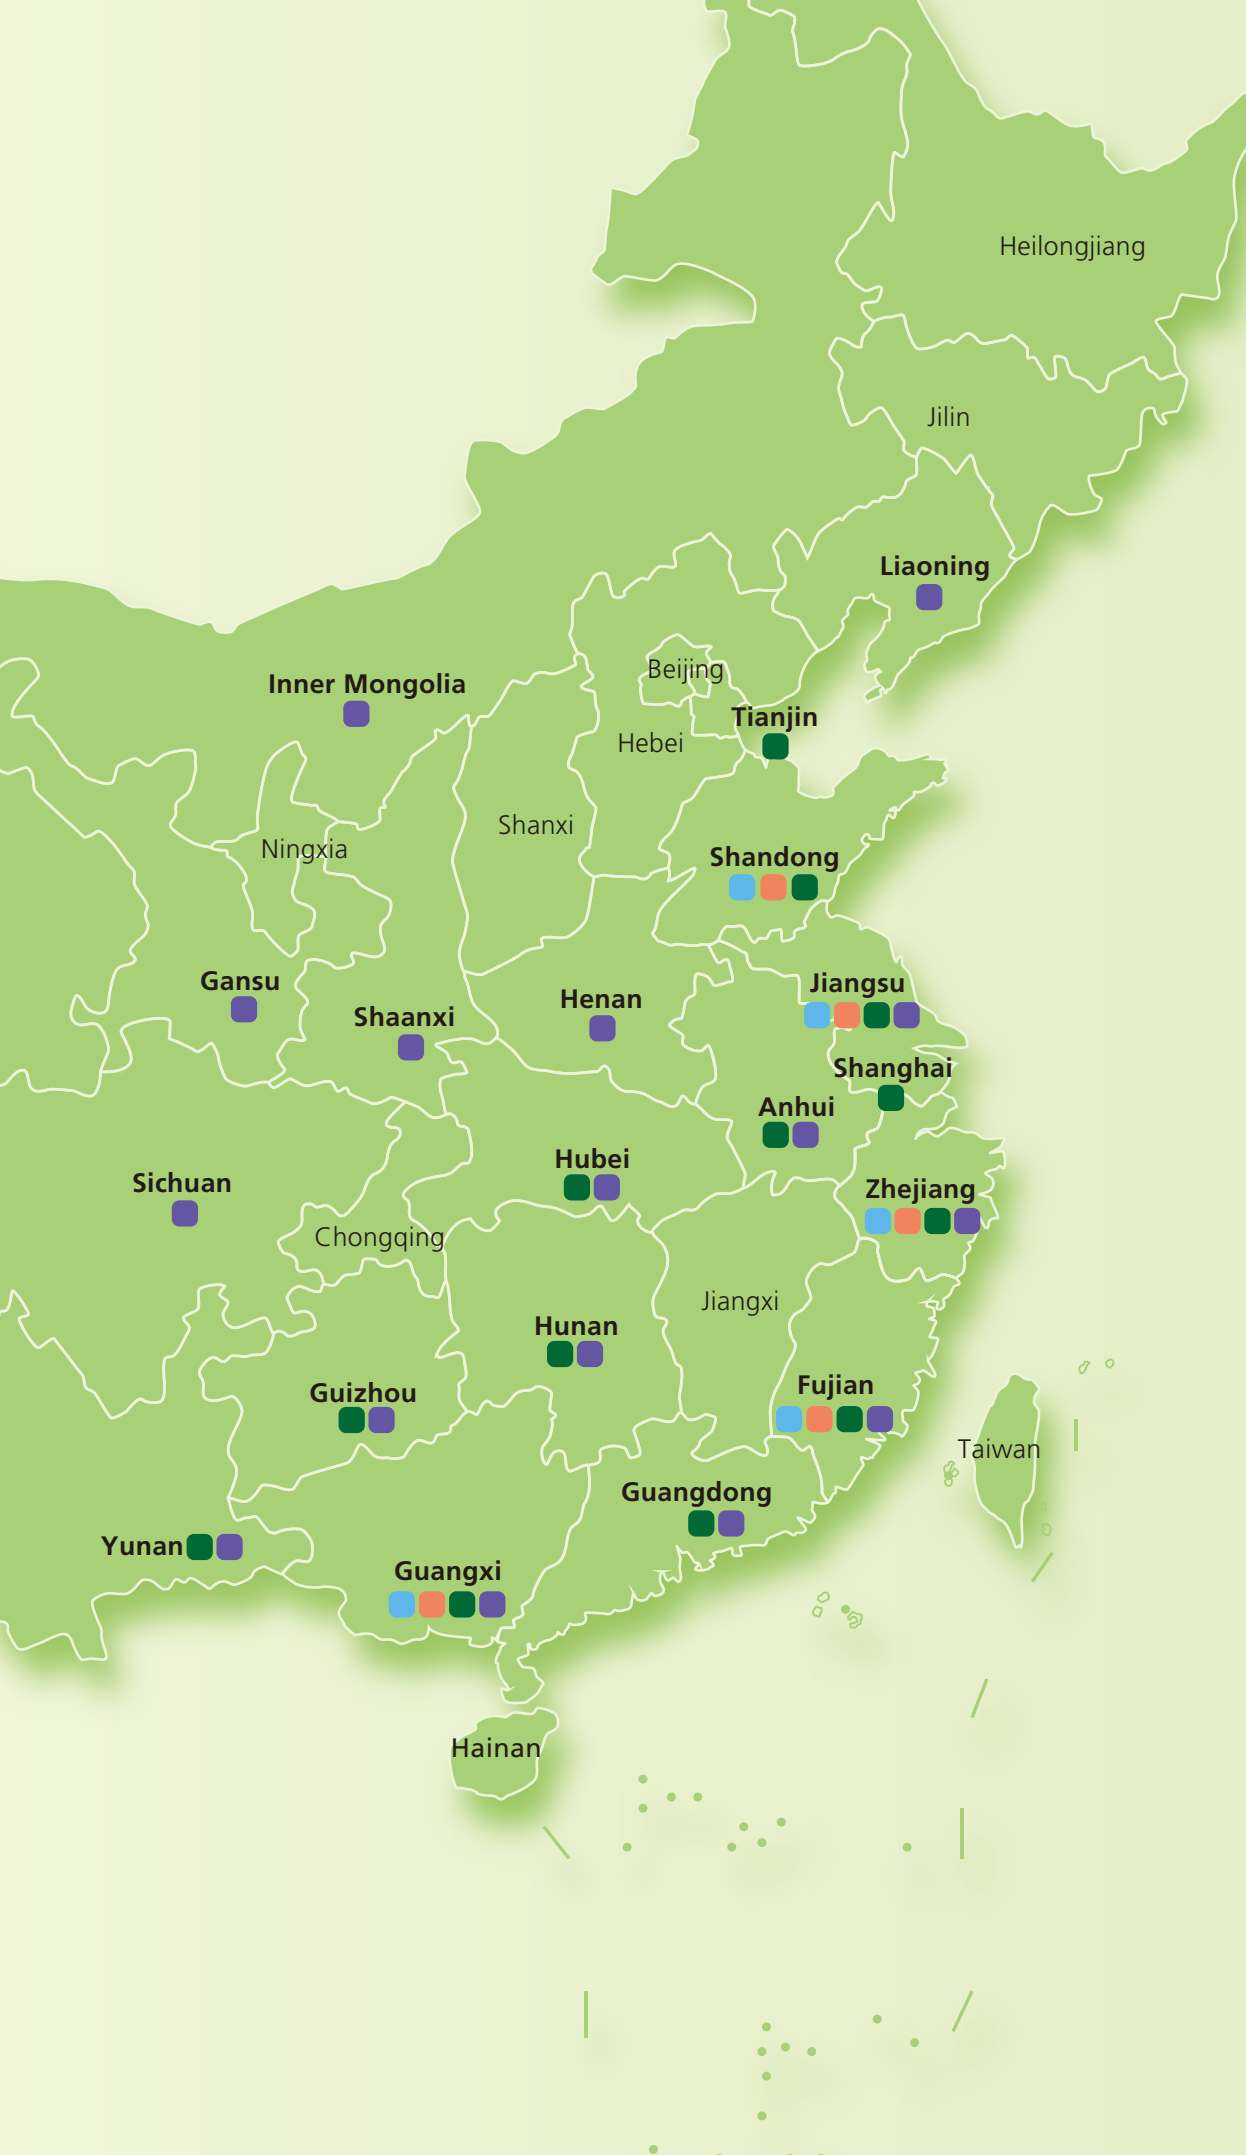 Heilongjiang
Jilin
Liaoning
Beijing
Inner Mongolia
Tianjin
Hebei
Shanxi
Ningxia
Shandong
Gansu
Jiangsu
Henan
Shaanxi
Shanghai
Anhui
Hubei
Sichuan
Zhejiang
Chongqing
Jiangxi
Hunan
Fujian
Guizhou
Taiwan
Guangdong
Yunan
Guangxi
Hainan